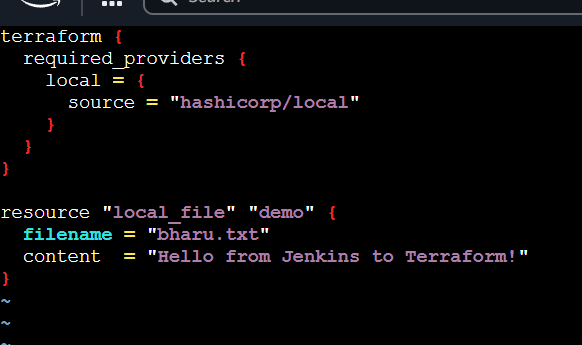 Search
terraform {
  required_providers {
    local = {
      source = "hashicorp/local"
    }
  }
}

resource "local_file" "demo" {
  filename = "bharu.txt"
  content  = "Hello from Jenkins to Terraform!"
}
~
~
~